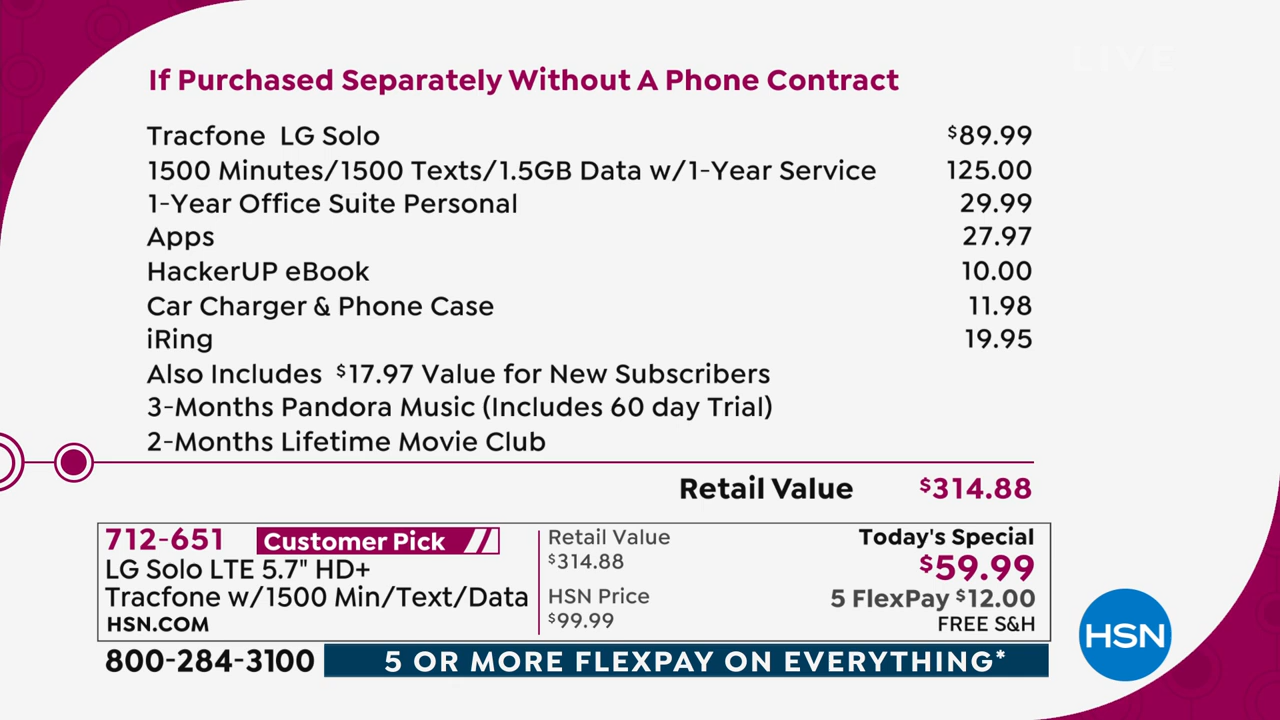 LIVE
If Purchased Separately Without A Phone Contract
Tracfone LG Solo $89.99
1500 Minutes/1500 Texts/1.5GB Data w/1-Year Service 125.00
1-Year Office Suite Personal 29.99
Apps 27.97
HackerUP eBook 10.00
Car Charger & Phone Case 11.98
iRing 19.95
Also Includes $17.97 Value for New Subscribers
3-Months Pandora Music (Includes 60 day Trial)
2-Months Lifetime Movie Club
Retail Value $314.88
712-651 Customer Pick
LG Solo LTE 5.7" HD+
Tracfone w/1500 Min/Text/Data
HSN.COM
Retail Value
$314.88
HSN Price
$99.99
Today's Special
$59.99
5 FlexPay $12.00
FREE S&H
HSN
800-284-3100 5 OR MORE FLEXPAY ON EVERYTHING*